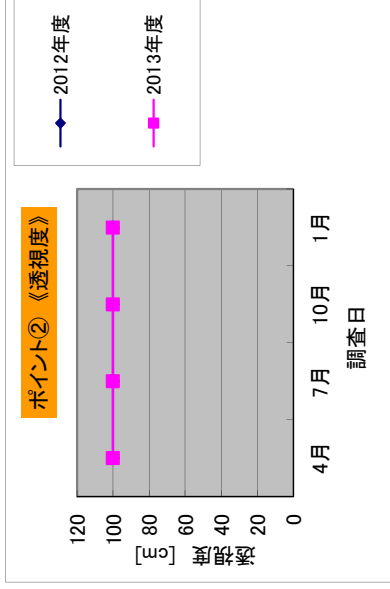 ポイント② 《透視度》
2012年度
2013年度
透視度 [cm]
120
100
80
60
40
20
0
4月
7月
10月
1月
調査日